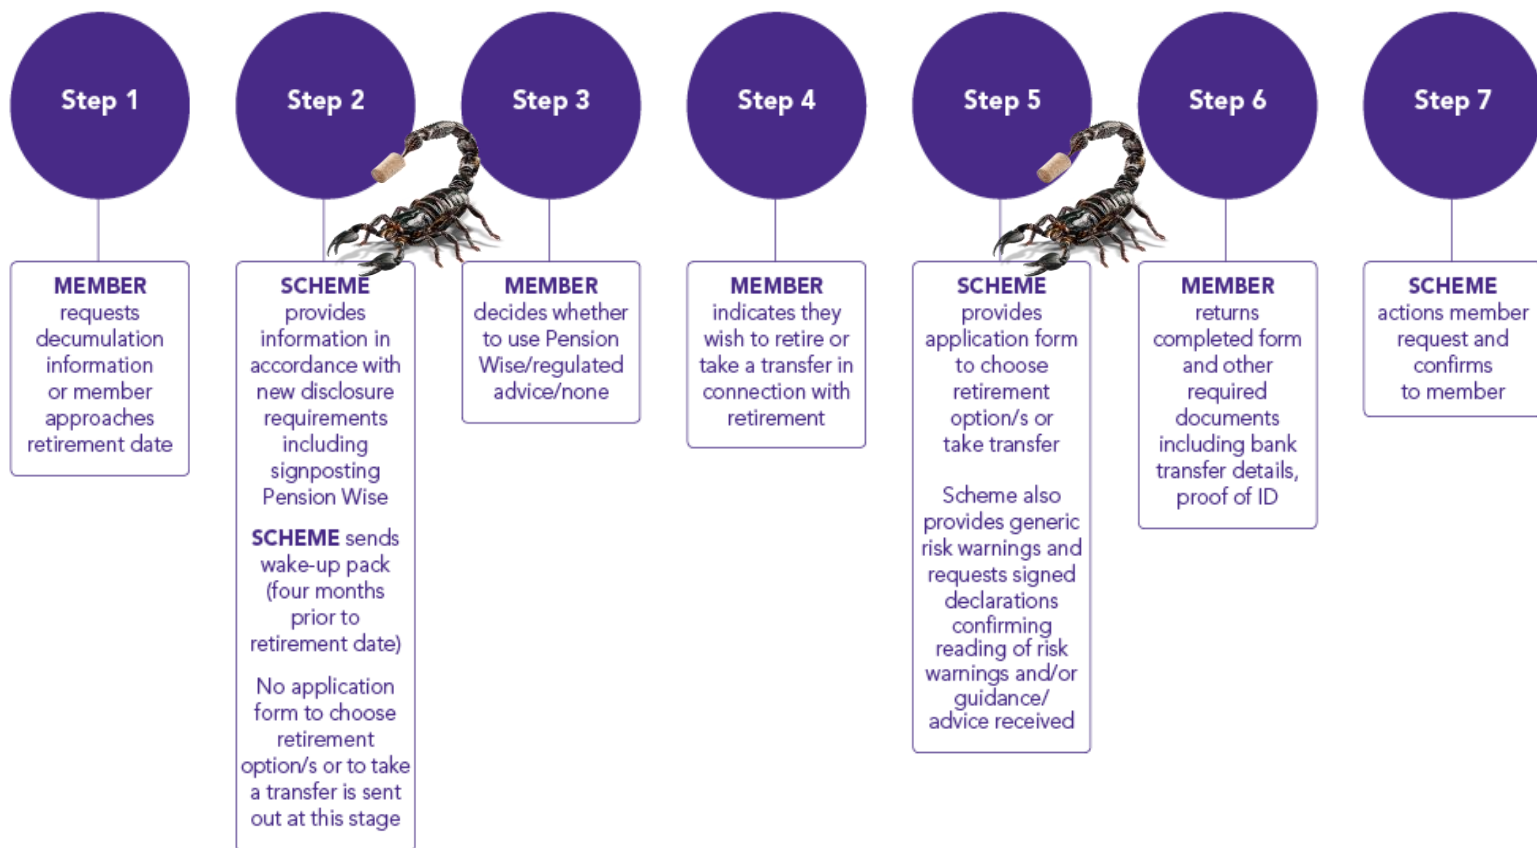 Step 1
Step 2
Step 3
Step 4
Step 5
Step 6
Step 7
MEMBER
requests
decumulation
information
or member
approaches
retirement date
SCHEME
provides
information in
accordance with
new disclosure
requirements
including
signposting
Pension Wise
SCHEME sends
wake-up pack
(four months
prior to
retirement date)
No application
form to choose
retirement
option/s or to take
a transfer is sent
out at this stage
MEMBER
decides whether
to use Pension
Wise/regulated
advice/none
MEMBER
indicates they
wish to retire or
take a transfer in
connection with
retirement
SCHEME
provides
application form
to choose
retirement
option/s or
take transfer
Scheme also
provides generic
risk warnings and
requests signed
declarations
confirming
reading of risk
warnings and/or
guidance/
advice received
MEMBER
returns
completed form
and other
required
documents
including bank
transfer details,
proof of ID
SCHEME
actions member
request and
confirms
to member